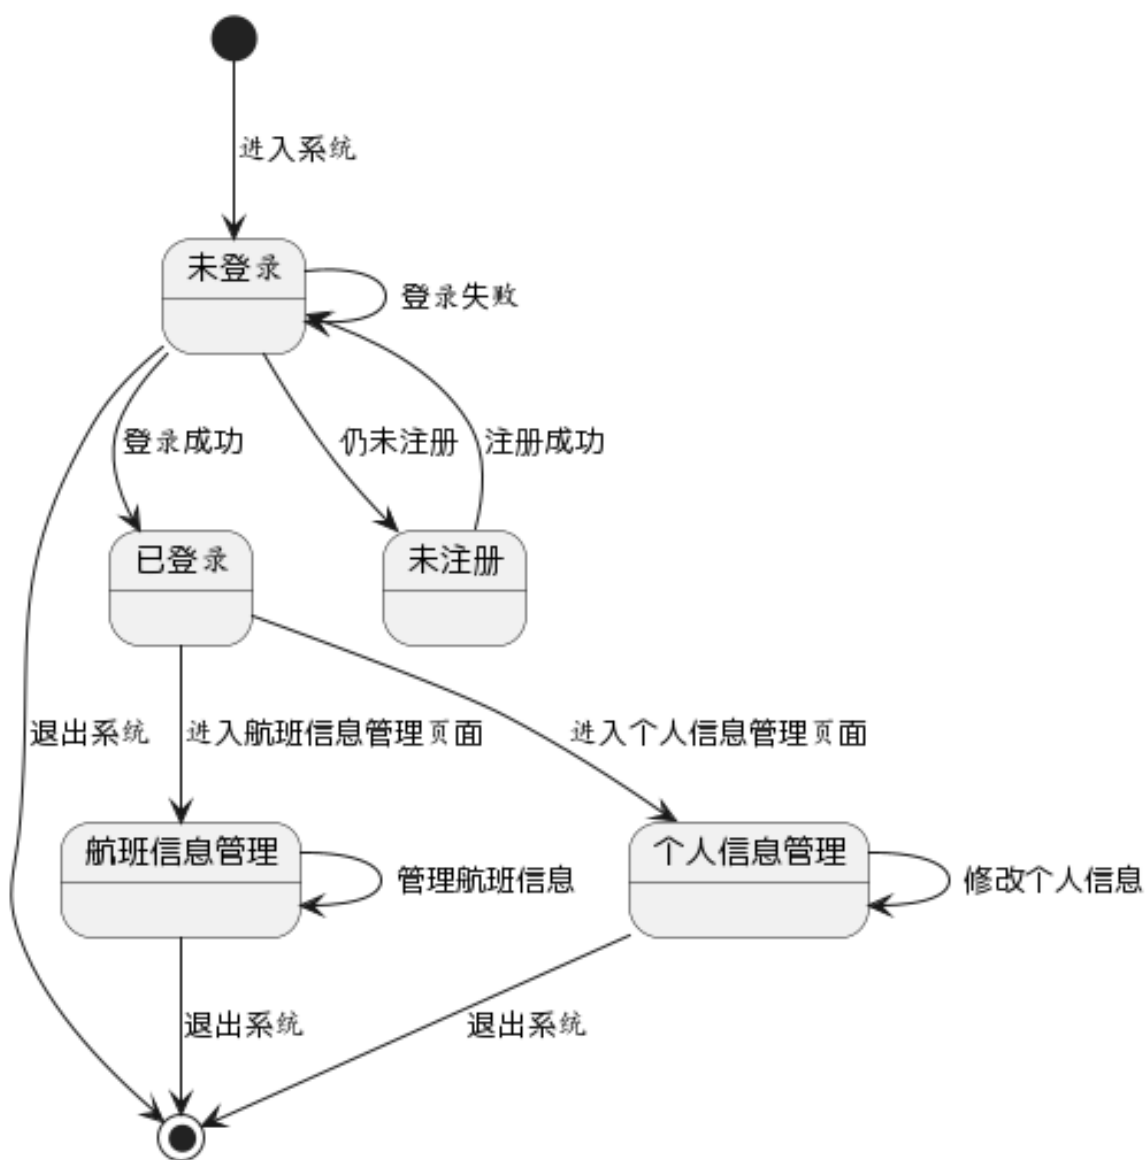 进入系统
未登录
登录失败
登录成功
仍未注册
注册成功
已登录
未注册
退出系统
进入航班信息管理页面
进入个人信息管理页面
航班信息管理
管理航班信息
个人信息管理
修改个人信息
退出系统
退出系统